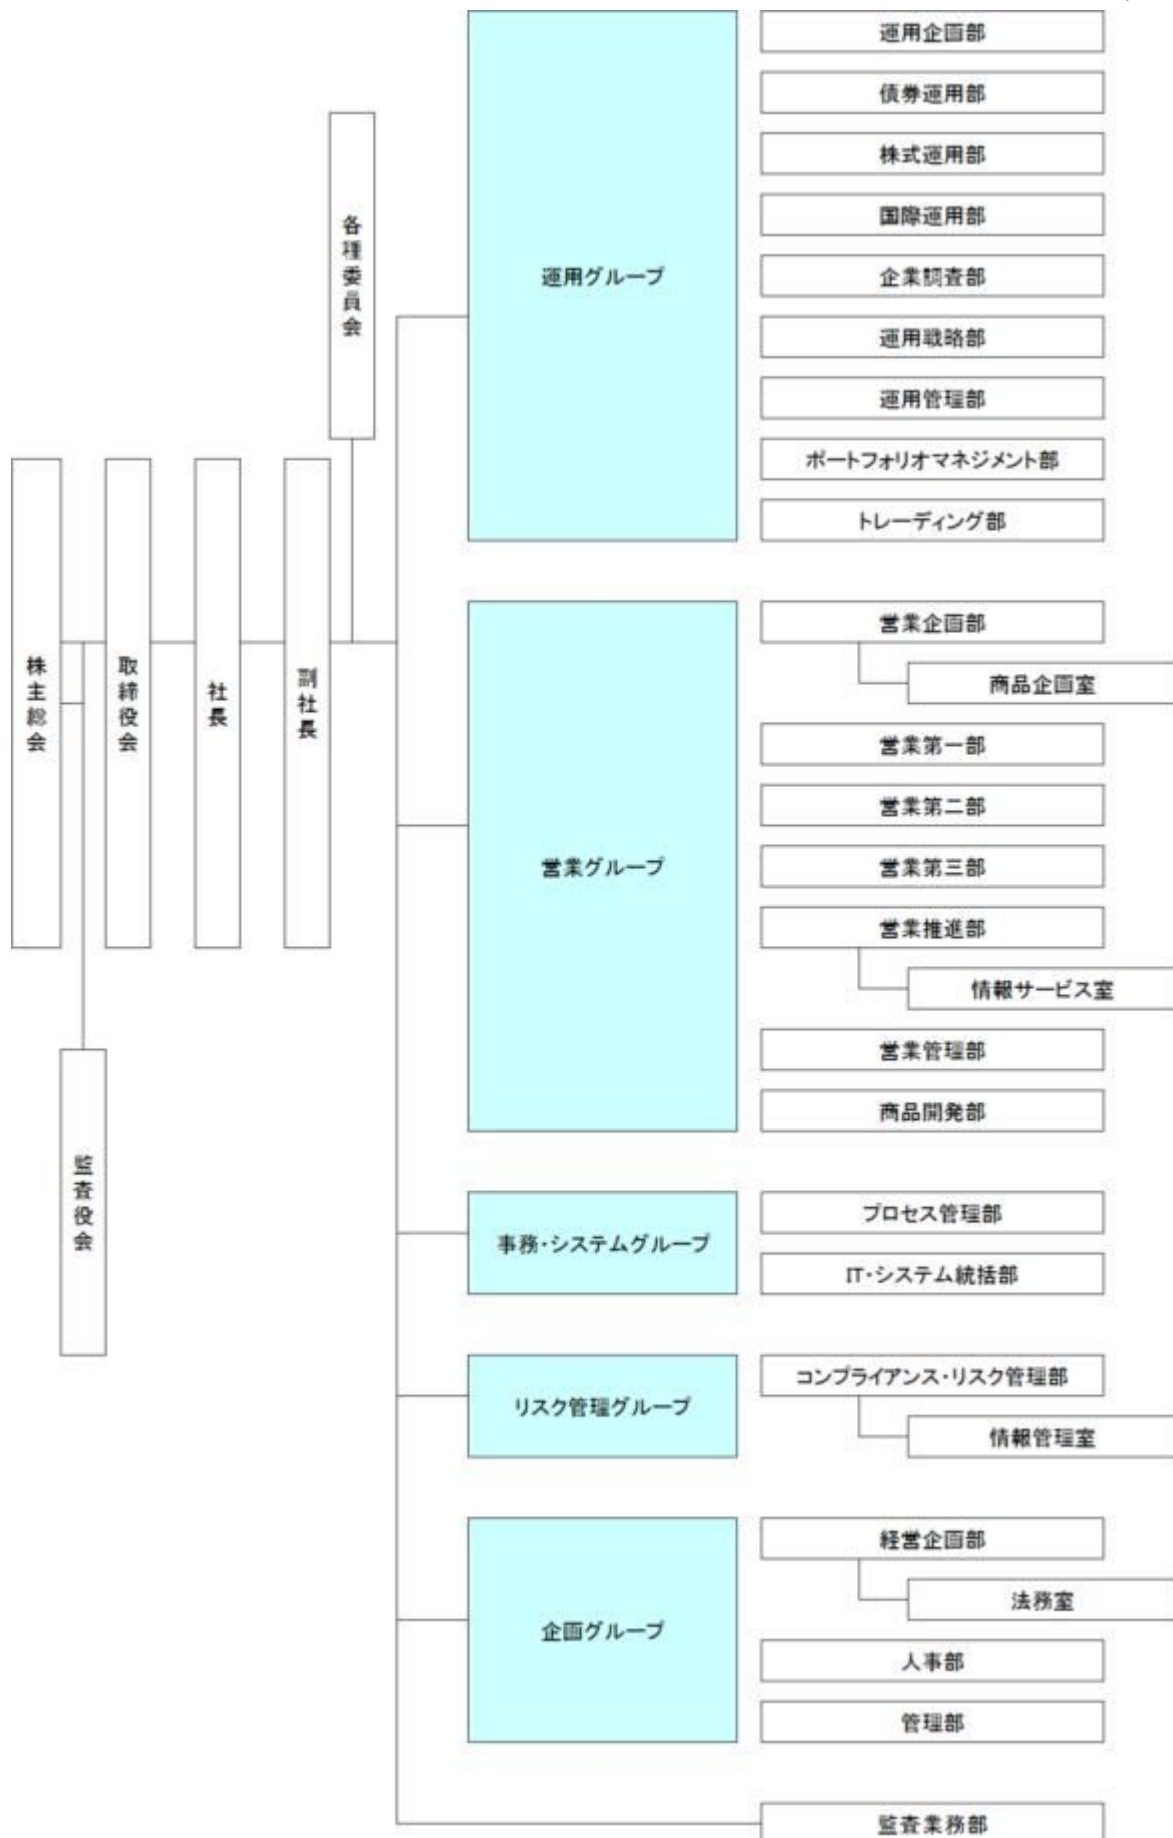 株主総会
監査役会
取締役会
社長
副社長
各種委員会
運用グループ
運用企画部
債券運用部
株式運用部
国際運用部
企業調査部
運用戦略部
運用管理部
ポートフォリオマネジメント部
トレーディング部
営業グループ
営業企画部
商品企画室
営業第一部
営業第二部
営業第三部
営業推進部
情報サービス室
営業管理部
商品開発部
事務・システムグループ
プロセス管理部
IT・システム統括部
リスク管理グループ
コンプライアンス・リスク管理部
情報管理室
企画グループ
経営企画部
法務室
人事部
管理部
監査業務部